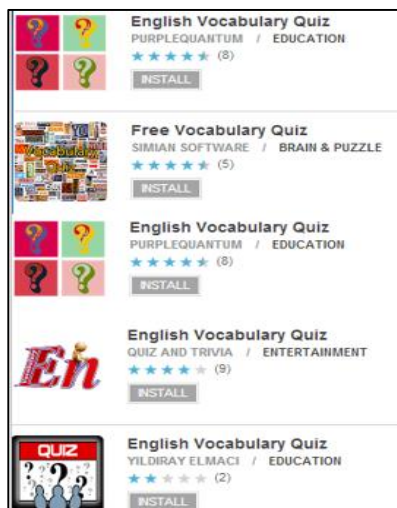 English Vocabulary Quiz
PURPLEQUANTUM / EDUCATION
(8)
INSTALL
Free Vocabulary Quiz
SIMIAN SOFTWARE / BRAIN & PUZZLE
Vocabulary
Quiz
(5)
INSTALL
English Vocabulary Quiz
PURPLEQUANTUM / EDUCATION
(8)
INSTALL
English Vocabulary Quiz
QUIZ AND TRIVIA / ENTERTAINMENT
En
(9)
INSTALL
English Vocabulary Quiz
QUIZ
YILDIRAY ELMACI / EDUCATION
(2)
INSTALL